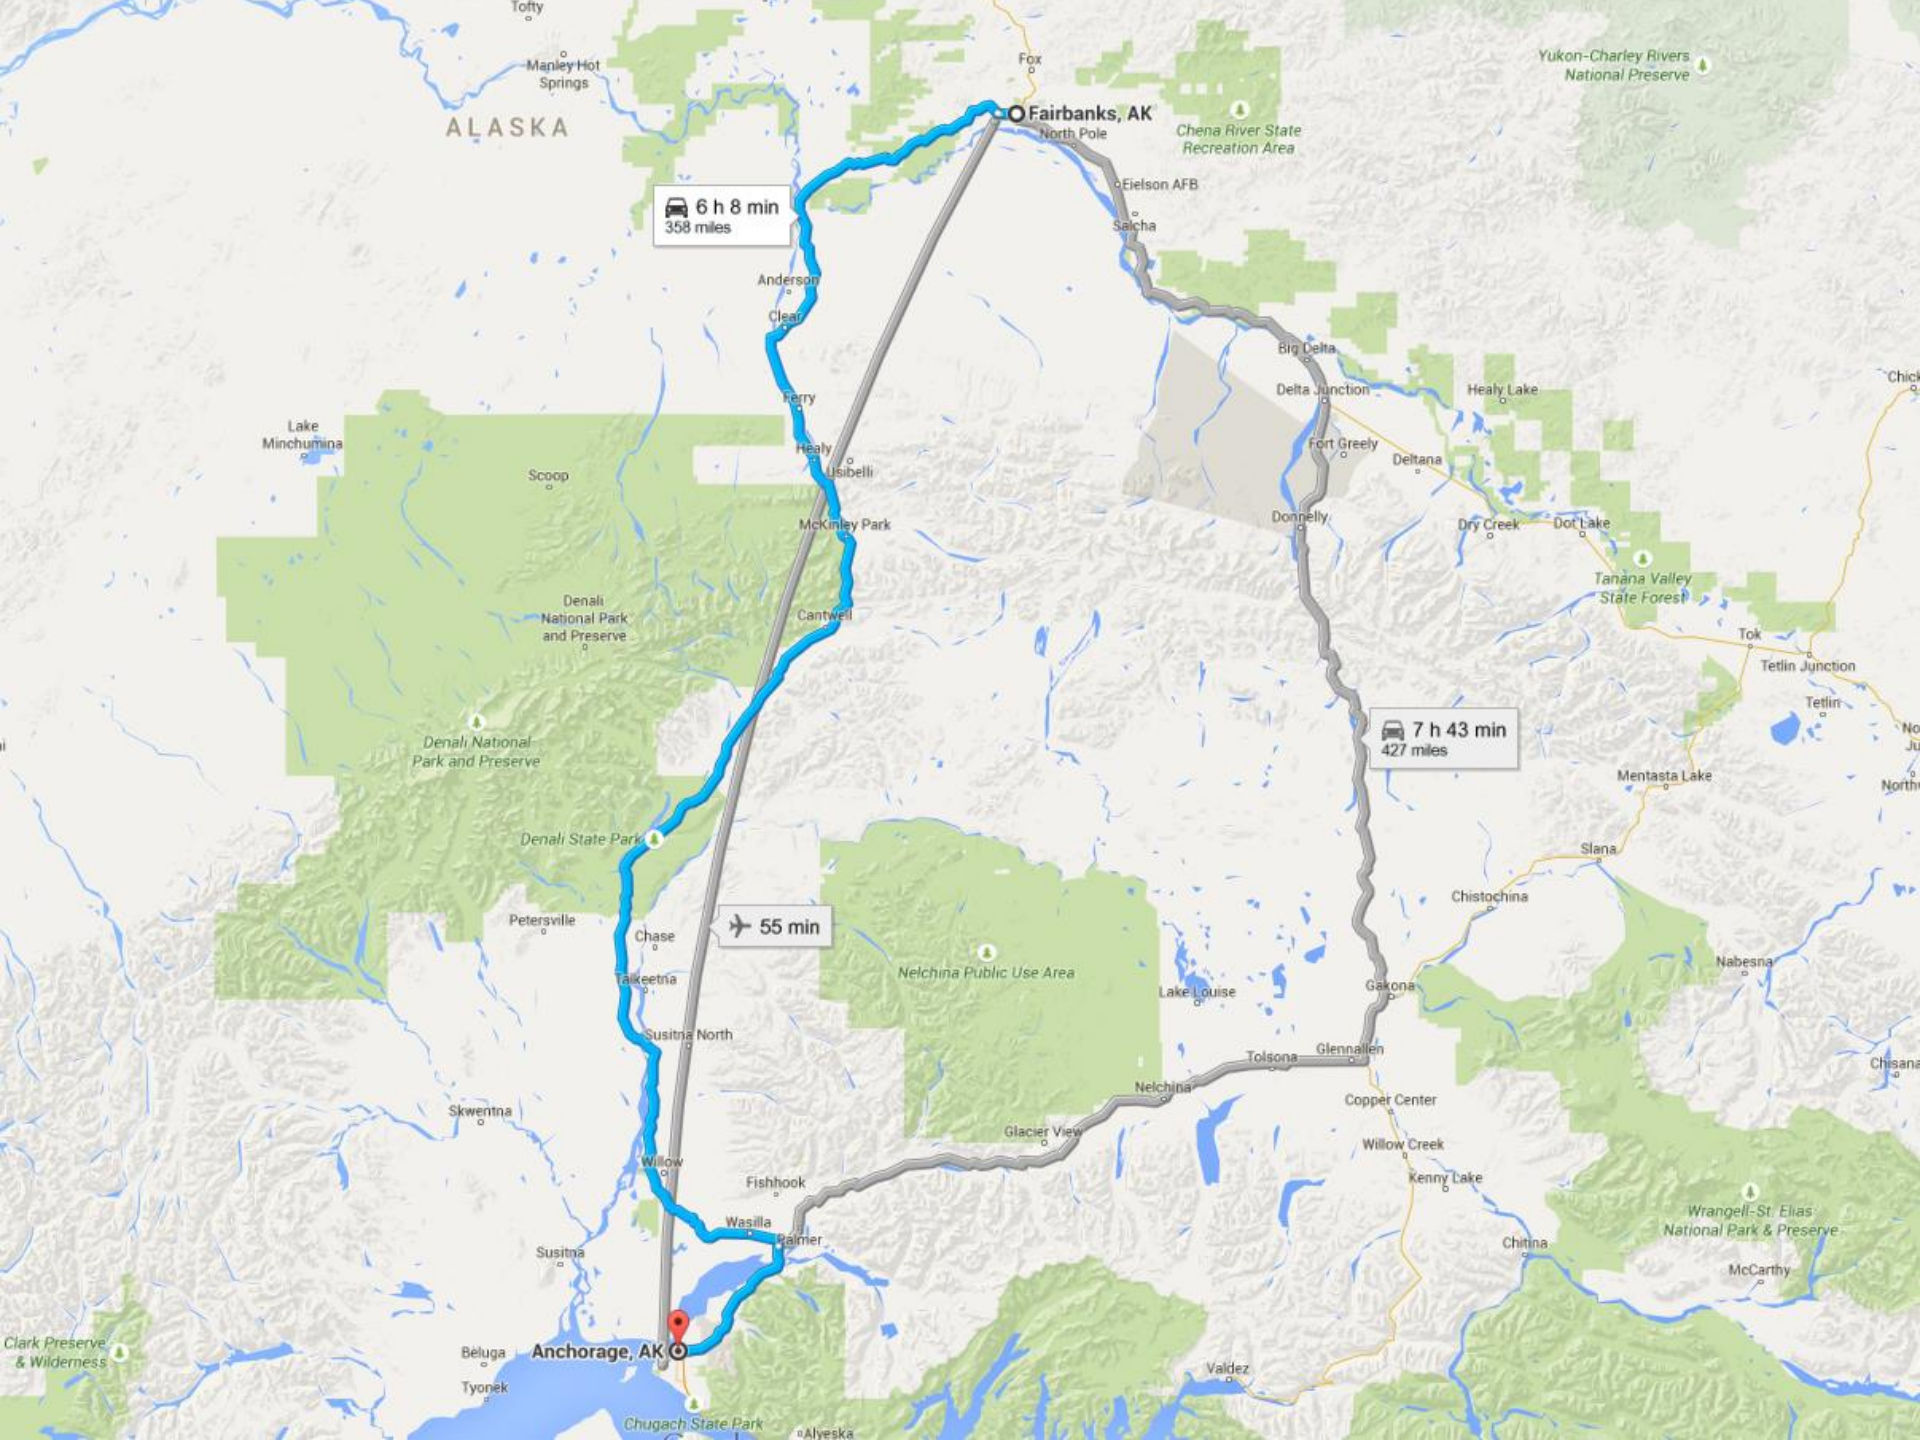 Tofty
Manley Hot
Springs
Fox
Yukon-Charley Rivers
National Preserve
ALASKA
Fairbanks, AK
North Pole
Chena River State
Recreation Area
Eielson AFB
6 h 8 min
358 miles
Salcha
Anderson
Clear
Big Delta
Delta Junction
Healy Lake
Chick
Ferry
Lake
Minchumina
Healy
Fort Greely
Deltana
Usibelli
Scoop
McKinley Park
Donnelly
Dry Creek
Dot Lake
Tanana Valley
State Forest
Denali
National Park
and Preserve
Cantwell
Tok
Tetlin Junction
Tetlin
Denali National
Park and Preserve
7 h 43 min
427 miles
No
Ju
Mentasta Lake
North
Denali State Park
Slana
Chistochina
Petersville
55 min
Chase
Nelchina Public Use Area
Nabesna
Talkeetna
Lake Louise
Gakona
Susitna North
Glennallen
Tolsona
Chisana
Nelchina
Skwentna
Copper Center
Glacier View
Willow Creek
Willow
Kenny Lake
Fishhook
Wrangell-St. Elias
National Park & Preserve
Wasilla
Palmer
Chitina
Susitna
McCarthy
Clark Preserve
& Wilderness
Beluga
Anchorage, AK
Valdez
Tyonek
Chugach State Park
Alyeska